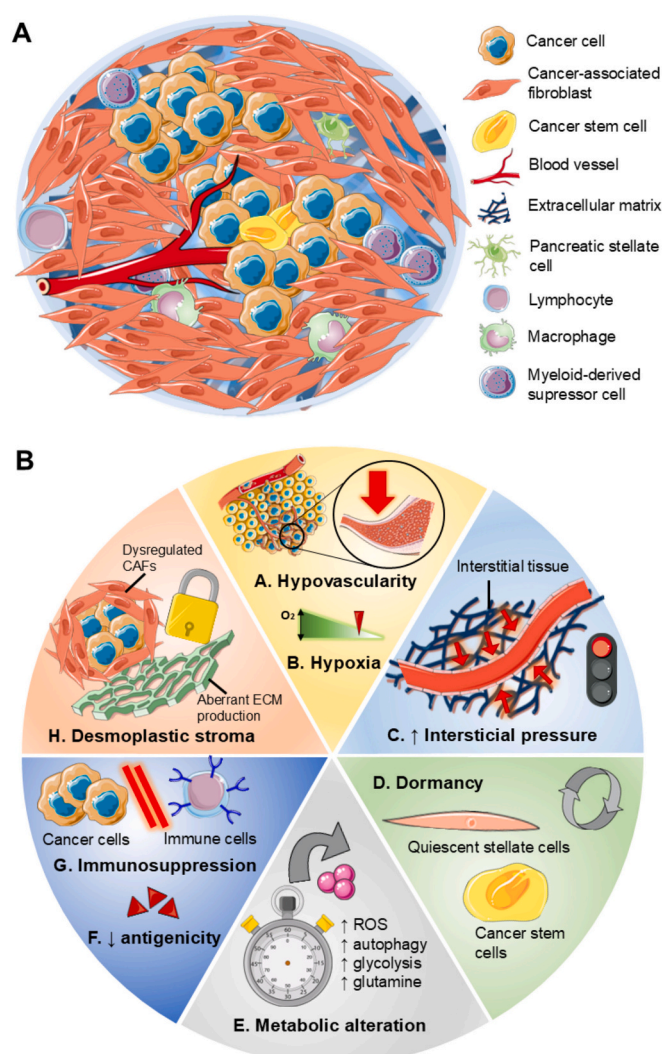 A
Cancer cell
Cancer-associated
fibroblast
Cancer stem cell
Blood vessel
Extracellular matrix
Pancreatic stellate
cell
Lymphocyte
Macrophage
Myeloid-derived
supressor cell
B
A. Hypovascularity
O₂
B. Hypoxia
Interstitial tissue
C. ↑ Intersticial pressure
D. Dormancy
Quiescent stellate cells
Cancer stem
cells
↑ ROS
↑ autophagy
↑ glycolysis
↑ glutamine
E. Metabolic alteration
F. ↓ antigenicity
Cancer cells
Immune cells
G. Immunosuppression
Dysregulated
CAFs
Aberrant ECM
production
H. Desmoplastic stroma